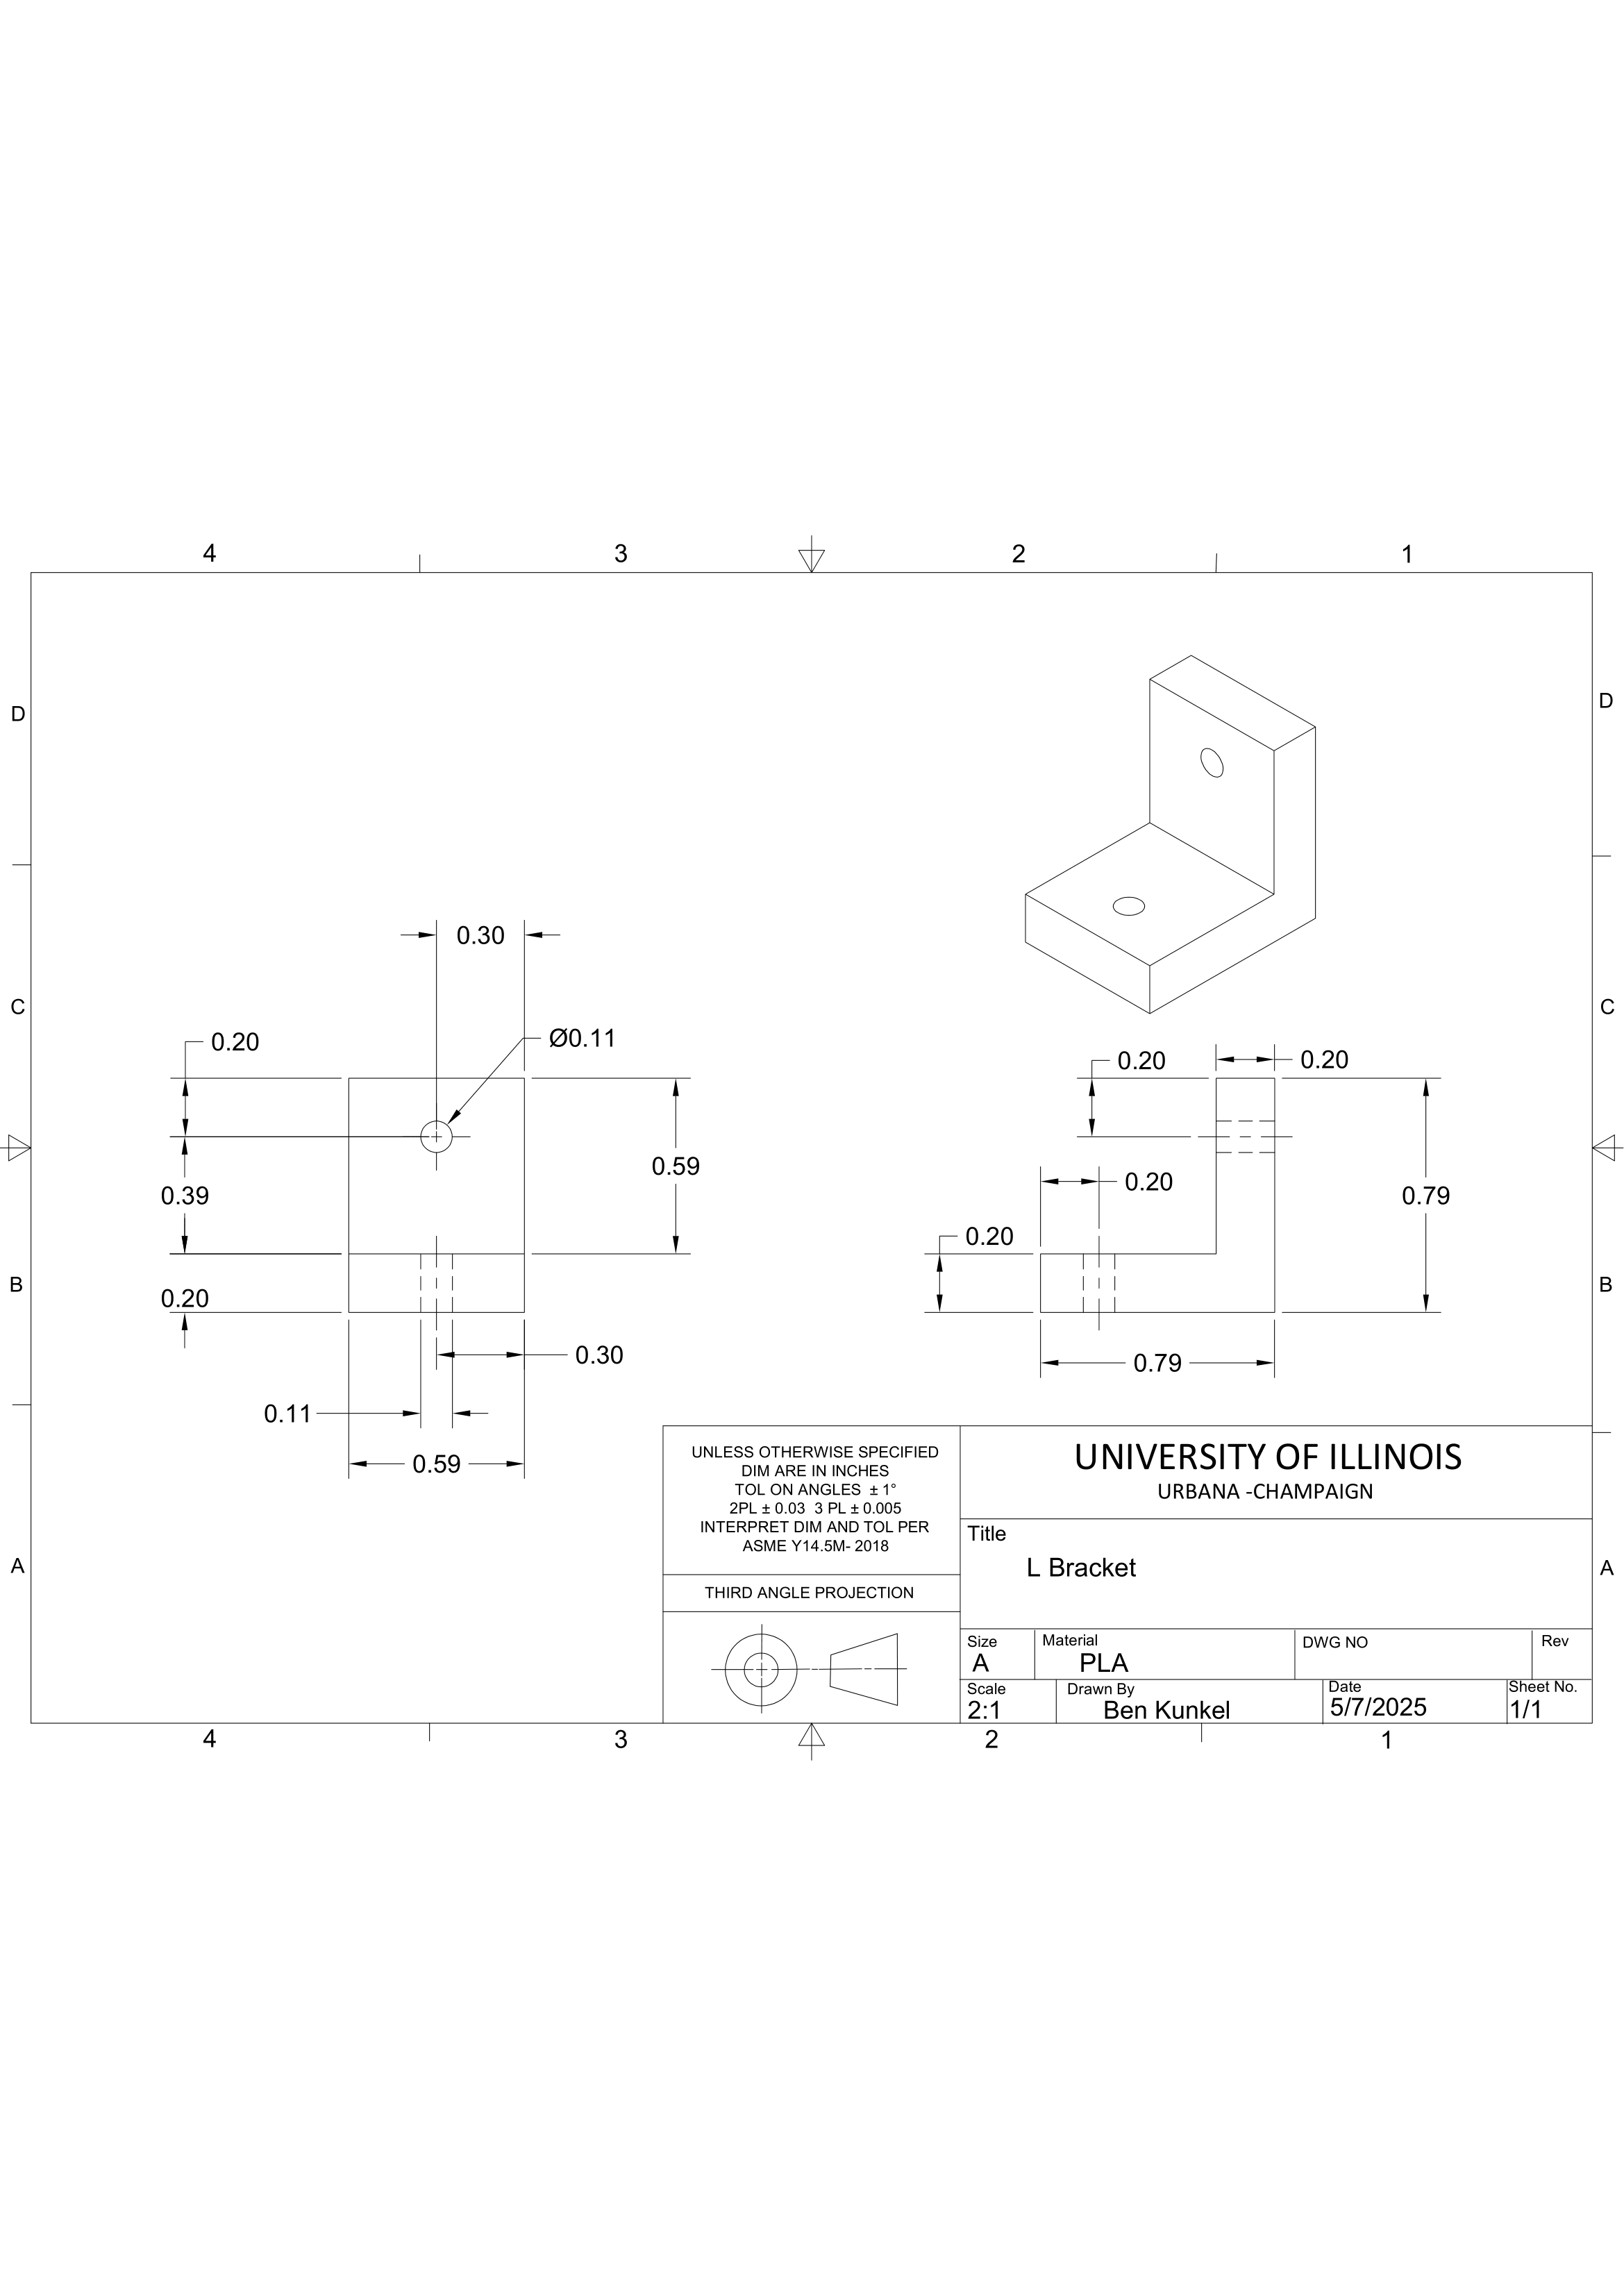 4 3 2 1
D D
0.30
0.20 Ø0.11
C C
0.20 0.20
0.59
0.39
0.20
0.79
0.20
0.20
B B
0.30
0.79
0.11
0.59
UNLESS OTHERWISE SPECIFIED
DIM ARE IN INCHES
TOL ON ANGLES ± 1°
2PL ± 0.03 3 PL ± 0.005
INTERPRET DIM AND TOL PER
ASME Y14.5M- 2018
THIRD ANGLE PROJECTION
UNIVERSITY OF ILLINOIS
URBANA -CHAMPAIGN
Title
L Bracket
A A
Size
A
Material
PLA
DWG NO
Rev
Scale
2:1
Drawn By
Ben Kunkel
Date
5/7/2025
Sheet No.
1/1
4 3 2 1